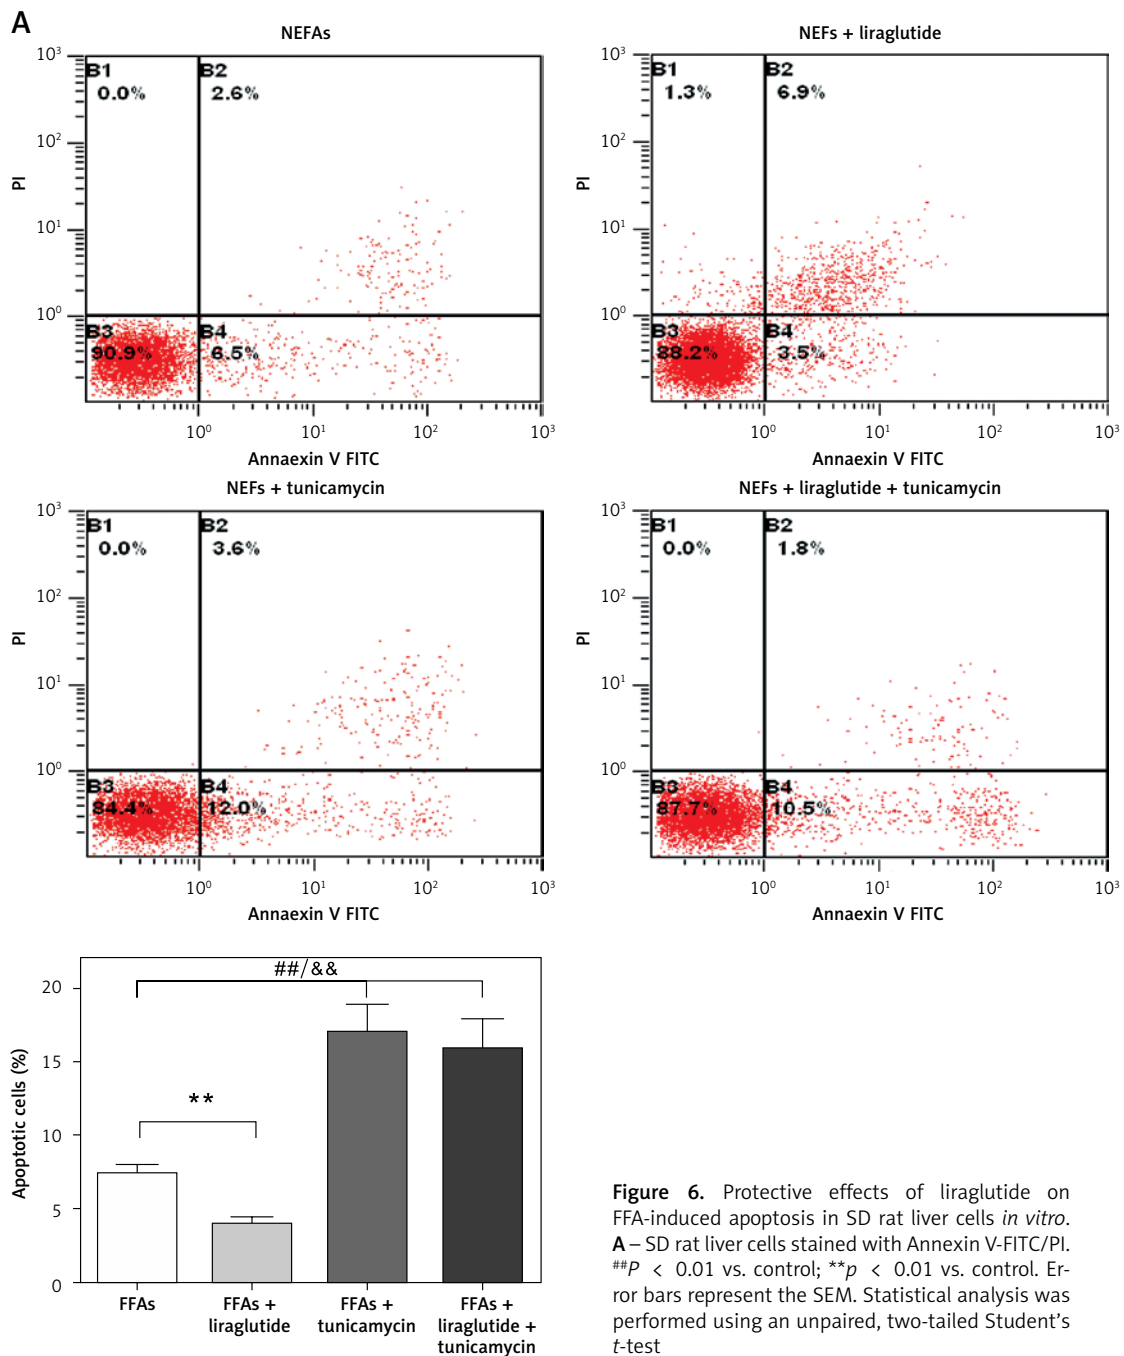 A
NEFAs
10³
10²
10¹
10⁰
PI
B1
0.0%
B2
2.6%
B3
90.9%
B4
6.5%
10⁰ 10¹ 10² 10³
Annaexin V FITC
NEFs + liraglutide
10³
10²
10¹
10⁰
PI
B1
1.3%
B2
6.9%
B3
88.2%
B4
3.5%
10⁰ 10¹ 10² 10³
Annaexin V FITC
NEFs + tunicamycin
10³
10²
10¹
10⁰
PI
B1
0.0%
B2
3.6%
B3
84.4%
B4
12.0%
10⁰ 10¹ 10² 10³
Annaexin V FITC
NEFs + liraglutide + tunicamycin
10³
10²
10¹
10⁰
PI
B1
0.0%
B2
1.8%
B3
87.7%
B4
10.5%
10⁰ 10¹ 10² 10³
Annaexin V FITC
Apoptotic cells (%)
20
15
10
5
0
##/&&
**
FFAs
FFAs +
liraglutide
FFAs +
tunicamycin
FFAs +
liraglutide +
tunicamycin
Figure 6. Protective effects of liraglutide on
FFA-induced apoptosis in SD rat liver cells in vitro.
A – SD rat liver cells stained with Annexin V-FITC/PI.
##P < 0.01 vs. control; **p < 0.01 vs. control. Er-
ror bars represent the SEM. Statistical analysis was
performed using an unpaired, two-tailed Student's
t-test